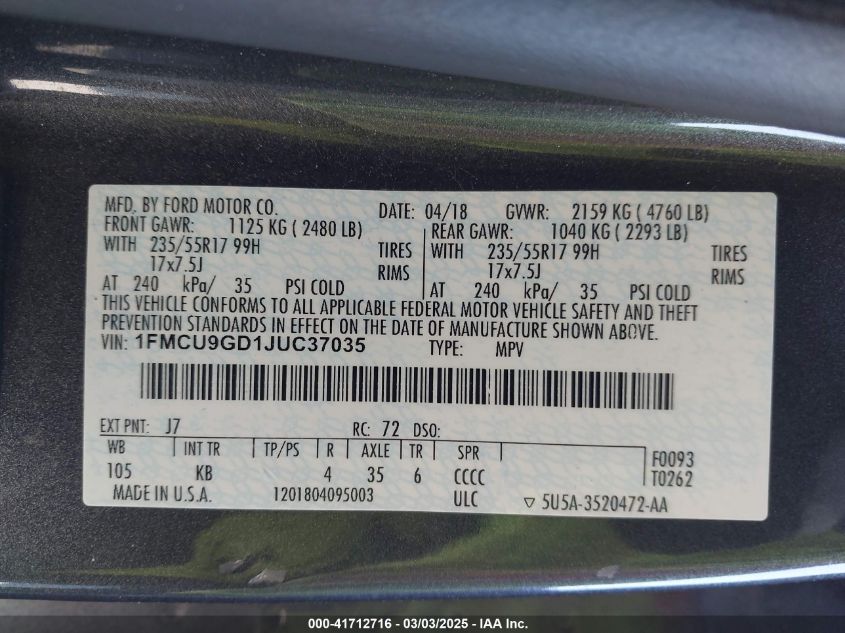 MFD. BY FORD MOTOR CO. DATE: 04/18 GVWR: 2159 KG ( 4760 LB)
FRONT GAWR: 1125 KG ( 2480 LB) REAR GAWR: 1040 KG ( 2293 LB)
WITH 235/55R17 99H TIRES WITH 235/55R17 99H TIRES
17x7.5J RIMS 17x7.5J RIMS
AT 240 kPa/ 35 PSI COLD AT 240 kPa/ 35 PSI COLD
THIS VEHICLE CONFORMS TO ALL APPLICABLE FEDERAL MOTOR VEHICLE SAFETY AND THEFT
PREVENTION STANDARDS IN EFFECT ON THE DATE OF MANUFACTURE SHOWN ABOVE.
VIN: 1FMCU9GD1JUC37035 TYPE: MPV
EXT PNT: J7 RC: 72 DSO:
WB INT TR TP/PS R AXLE TR SPR F0093
105 KB 4 35 6 CCCC T0262
MADE IN U.S.A. 1201804095003 ULC ▽ 5U5A-3520472-AA
000-41712716 - 03/03/2025 - IAA Inc.